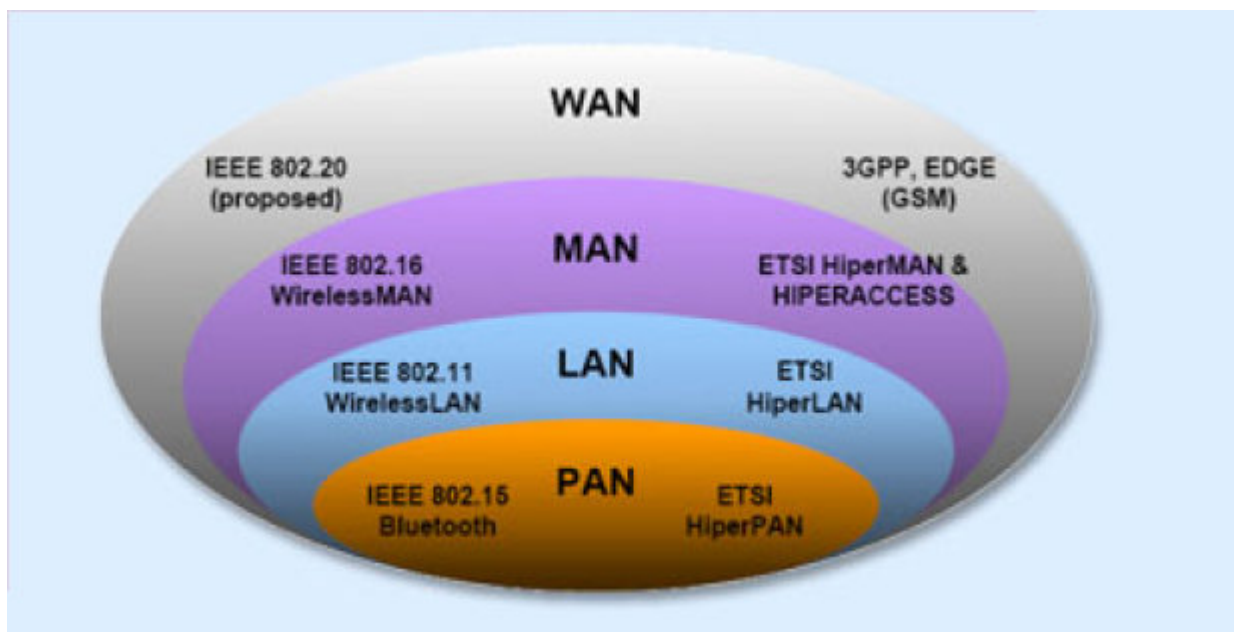 WAN
IEEE 802.20
(proposed)
3GPP, EDGE
(GSM)
MAN
IEEE 802.16
WirelessMAN
ETSI HiperMAN &
HIPERACCESS
LAN
IEEE 802.11
WirelessLAN
ETSI
HiperLAN
PAN
IEEE 802.15
Bluetooth
ETSI
HiperPAN